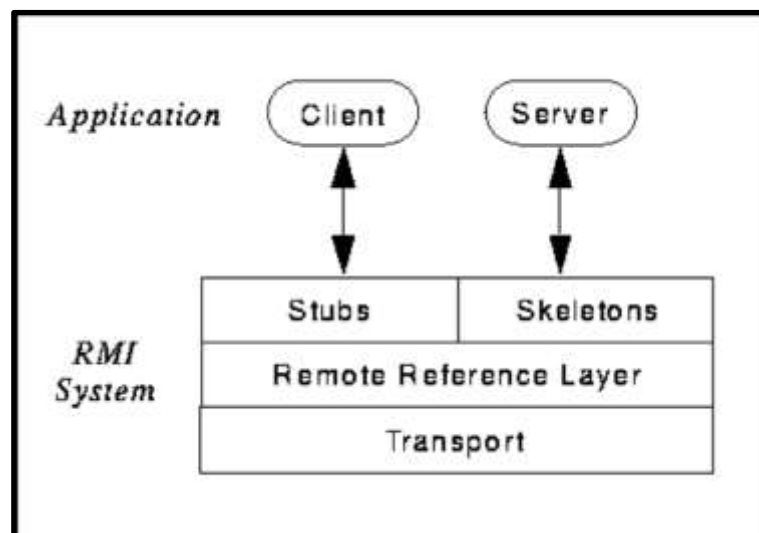 Application
Client
Server
Stubs
Skeletons
RMI
System
Remote Reference Layer
Transport